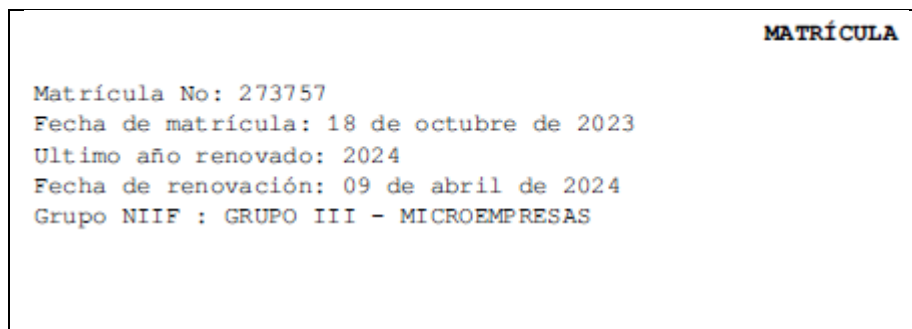 MATRÍCULA
Matrícula No: 273757
Fecha de matrícula: 18 de octubre de 2023
Ultimo año renovado: 2024
Fecha de renovación: 09 de abril de 2024
Grupo NIIF : GRUPO III - MICROEMPRESAS